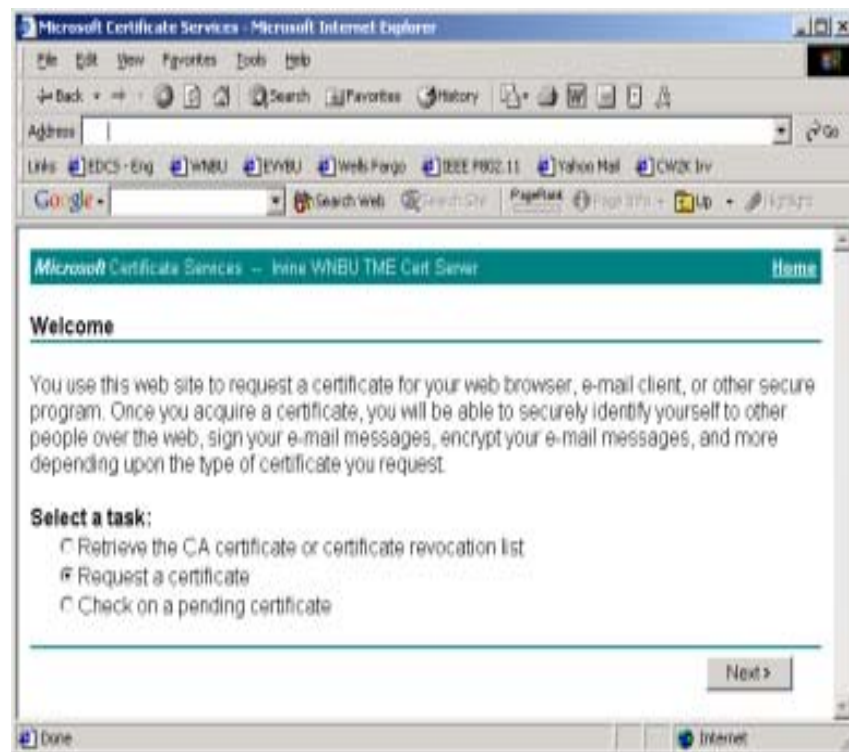 Microsoft Certificate Services - Microsoft Internet Explorer
File Edit View Favorites Tools Help
Back Search Favorites History
Address Go
Links EDCS - Eng WNBU EWBU Wells Fargo IEEE P802.11 Yahoo Mail CW2K Inv
Google Search Web Search Site PageRank Page Info Up Highlight
Microsoft Certificate Services -- Irvine WNBU TME Cert Server Home
Welcome
You use this web site to request a certificate for your web browser, e-mail client, or other secure
program. Once you acquire a certificate, you will be able to securely identify yourself to other
people over the web, sign your e-mail messages, encrypt your e-mail messages, and more
depending upon the type of certificate you request.
Select a task:
Retrieve the CA certificate or certificate revocation list
Request a certificate
Check on a pending certificate
Next >
Done Internet